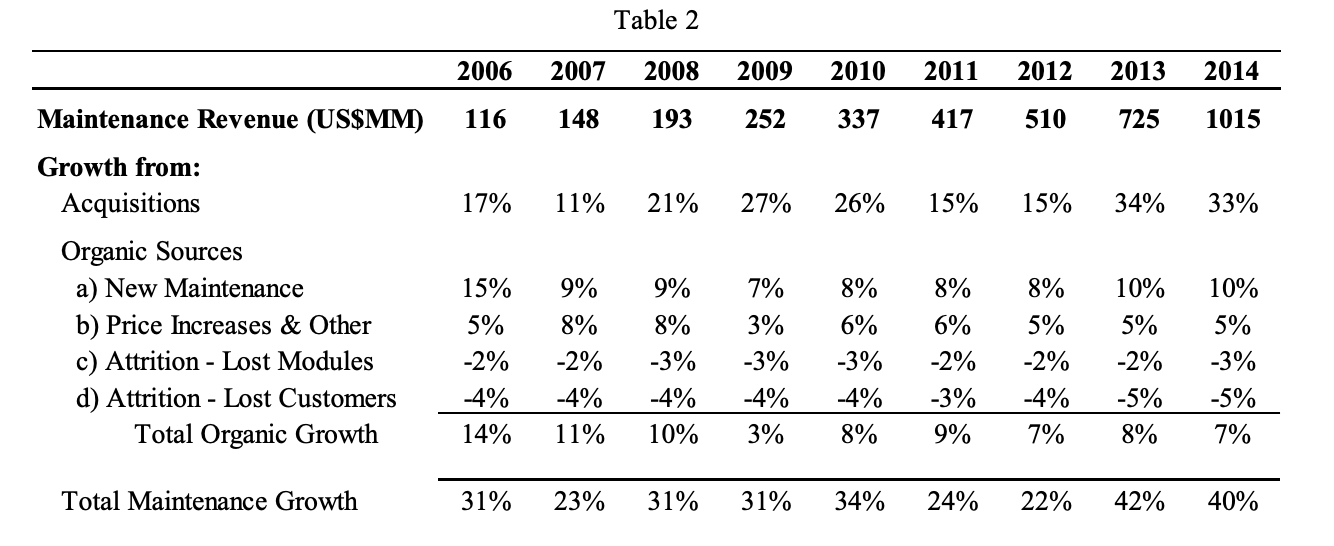 Table 2
2006 2007 2008 2009 2010 2011 2012 2013 2014
Maintenance Revenue (US$MM) 116 148 193 252 337 417 510 725 1015
Growth from:
Acquisitions 17% 11% 21% 27% 26% 15% 15% 34% 33%
Organic Sources
a) New Maintenance 15% 9% 9% 7% 8% 8% 8% 10% 10%
b) Price Increases & Other 5% 8% 8% 3% 6% 6% 5% 5% 5%
c) Attrition - Lost Modules -2% -2% -3% -3% -3% -2% -2% -2% -3%
d) Attrition - Lost Customers -4% -4% -4% -4% -4% -3% -4% -5% -5%
Total Organic Growth 14% 11% 10% 3% 8% 9% 7% 8% 7%
Total Maintenance Growth 31% 23% 31% 31% 34% 24% 22% 42% 40%